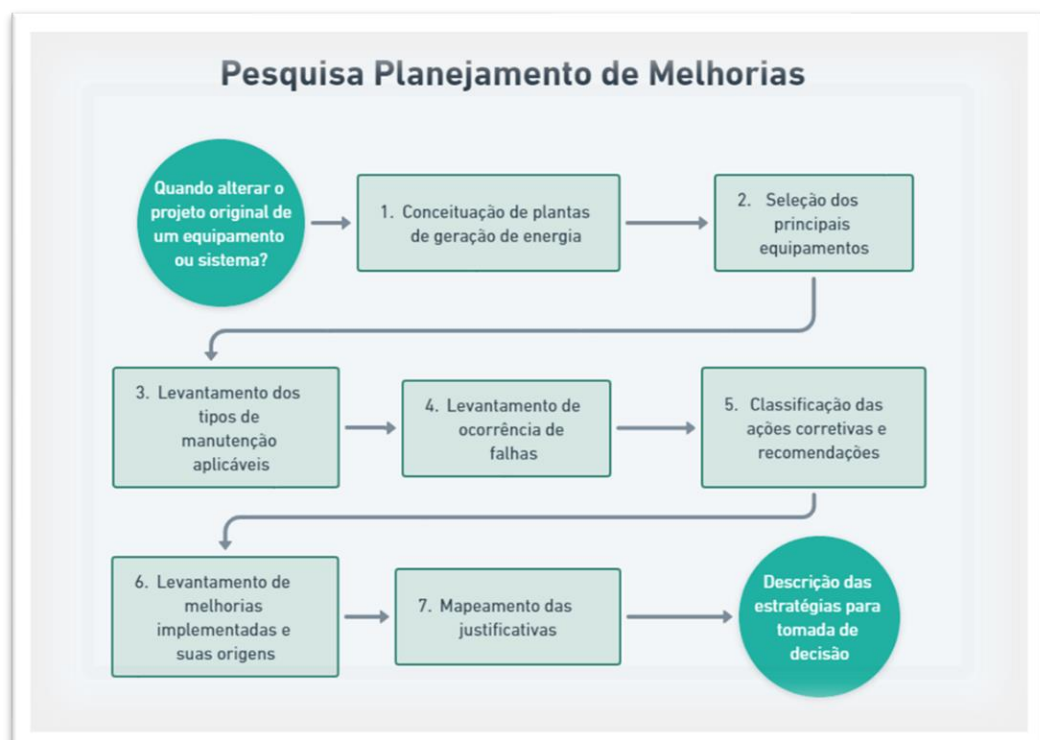 Pesquisa Planejamento de Melhorias
Quando alterar o
projeto original de
um equipamento
ou sistema?
1. Conceituação de plantas
de geração de energia
2. Seleção dos
principais
equipamentos
3. Levantamento dos
tipos de
manutenção
aplicáveis
4. Levantamento de
ocorrência de
falhas
5. Classificação das
ações corretivas e
recomendações
6. Levantamento de
melhorias
implementadas e
suas origens
7. Mapeamento das
justificativas
Descrição das
estratégias para
tomada de
decisão